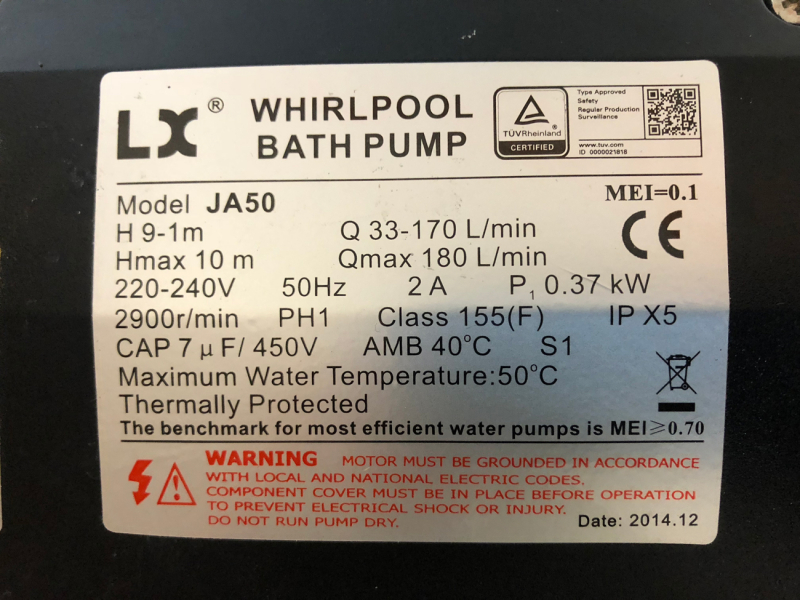 LX® WHIRLPOOL
BATH PUMP
TÜVRheinland®
CERTIFIED
Type Approved
Safety
Regular Production
Surveillance
www.tuv.com
ID 0000021818
MEI=0.1
Model JA50
H 9-1m Q 33-170 L/min
Hmax 10 m Qmax 180 L/min
CE
220-240V 50Hz 2 A P₁ 0.37 kW
2900r/min PH1 Class 155(F) IP X5
CAP 7 μF/ 450V AMB 40°C S1
Maximum Water Temperature:50°C
Thermally Protected
The benchmark for most efficient water pumps is MEI≥0.70
WARNING MOTOR MUST BE GROUNDED IN ACCORDANCE
WITH LOCAL AND NATIONAL ELECTRIC CODES.
COMPONENT COVER MUST BE IN PLACE BEFORE OPERATION
TO PREVENT ELECTRICAL SHOCK OR INJURY.
DO NOT RUN PUMP DRY.
Date: 2014.12